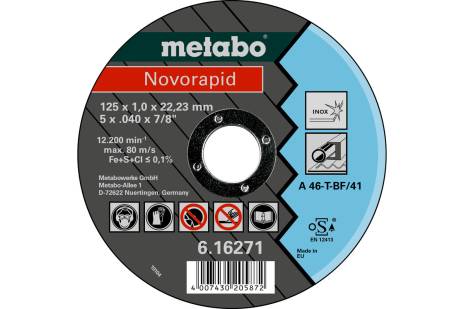 metabo
Novorapid
125 x 1,0 x 22,23 mm
5 x .040 x 7/8"
12.200 min⁻¹
max. 80 m/s
Fe+S+Cl ≤ 0,1%
Metabowerke GmbH
Metabo-Allee 1
D-72622 Nuertingen, Germany
INOX
A 46-T-BF/41
oSa
EN 12413
Made in
EU
6.16271
4 007430 205872